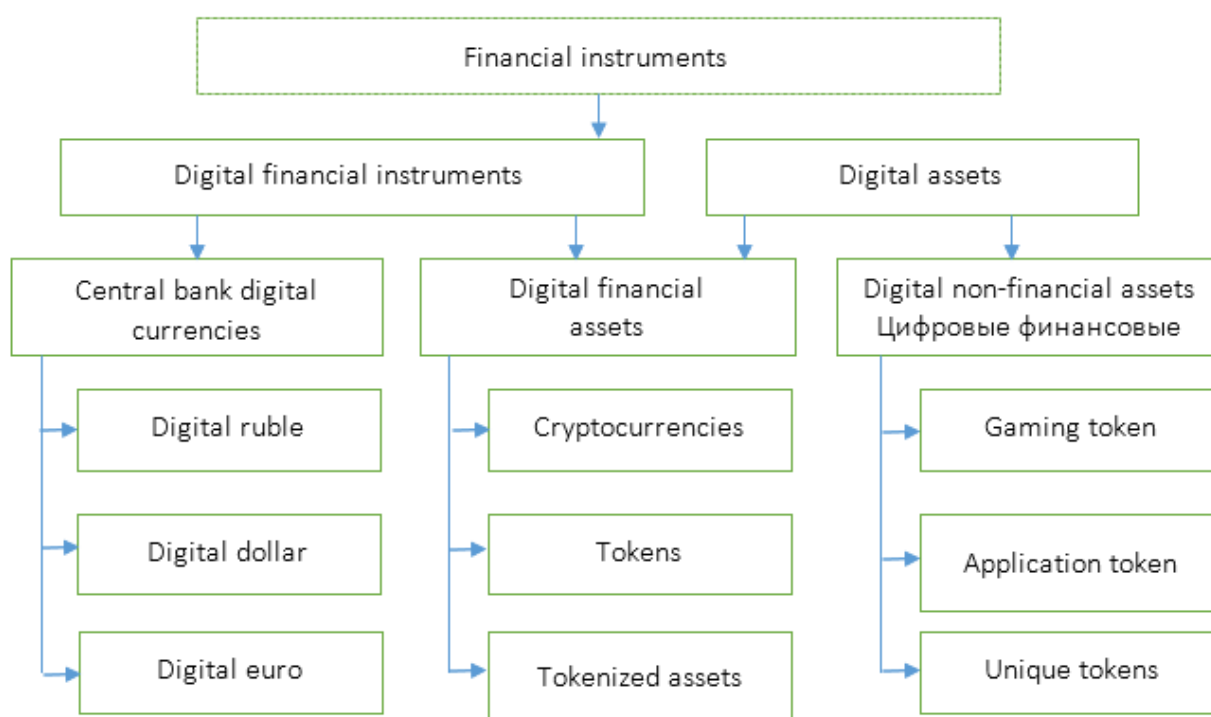 Financial instruments
Digital financial instruments
Digital assets
Central bank digital
currencies
Digital financial
assets
Digital non-financial assets
Цифровые финансовые
Digital ruble
Cryptocurrencies
Gaming token
Digital dollar
Tokens
Application token
Digital euro
Tokenized assets
Unique tokens